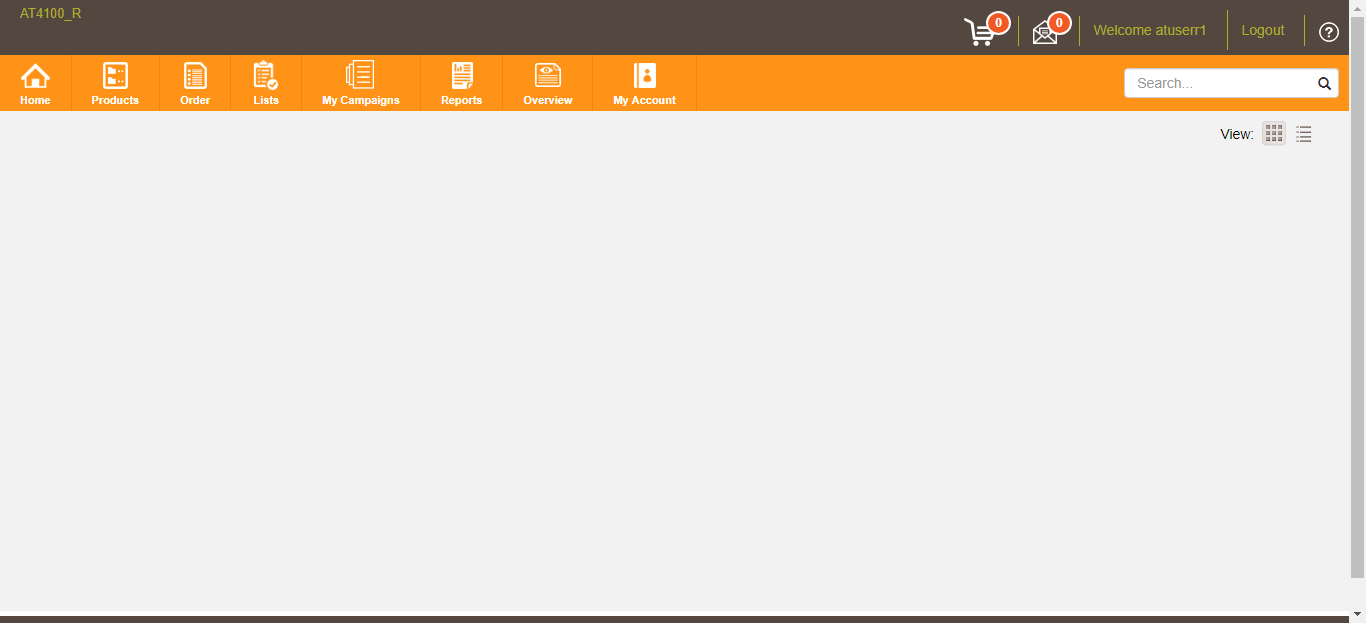 AT4100_R
0
0
Welcome atuserr1
Logout
?
Home
Products
Order
Lists
My Campaigns
Reports
Overview
My Account
Search...
View: